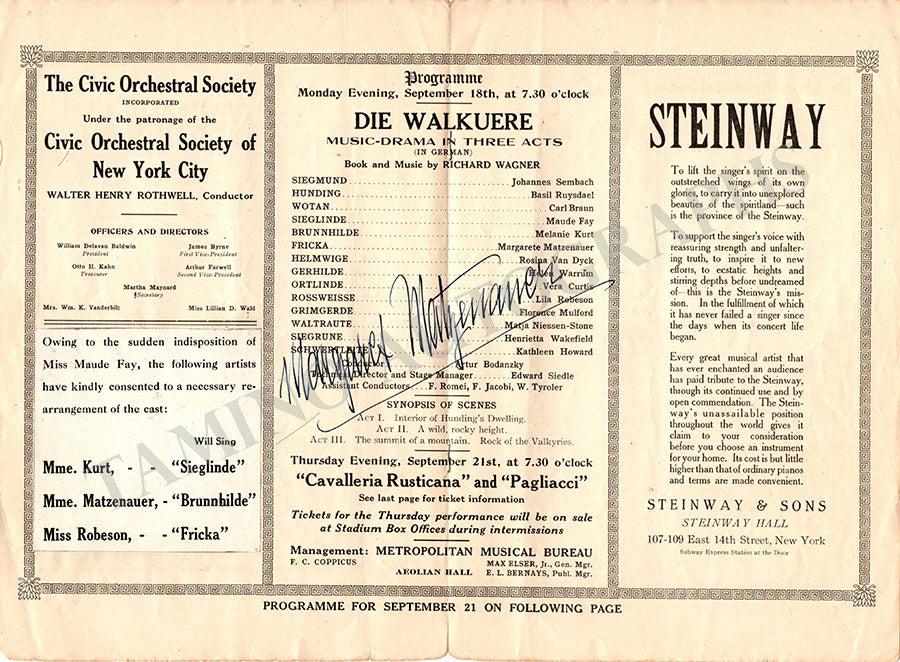 The Civic Orchestral Society
INCORPORATED
Under the patronage of the
Civic Orchestral Society of
New York City
WALTER HENRY ROTHWELL, Conductor
OFFICERS AND DIRECTORS
William Delavan Baldwin
President
James Byrne
First Vice-President
Otto H. Kahn
Treasurer
Arthur Farwell
Second Vice-President
Martha Maynard
Secretary
Mrs. Wm. K. Vanderbilt
Miss Lillian D. Wald
Owing to the sudden indisposition of
Miss Maude Fay, the following artists
have kindly consented to a necessary re-
arrangement of the cast:
Will Sing
Mme. Kurt, - - "Sieglinde"
Mme. Matzenauer, - "Brunnhilde"
Miss Robeson, - - "Fricka"
Programme
Monday Evening, September 18th, at 7.30 o'clock
DIE WALKUERE
MUSIC-DRAMA IN THREE ACTS
(IN GERMAN)
Book and Music by RICHARD WAGNER
SIEGMUND Johannes Sembach
HUNDING Basil Ruysdael
WOTAN Carl Braun
SIEGLINDE Maude Fay
BRUNNHILDE Melanie Kurt
FRICKA Margarete Matzenauer
HELMWIGE Rosina Van Dyck
GERHILDE Helen Warrum
ORTLINDE Vera Curtis
ROSSWEISSE Lila Robeson
GRIMGERDE Florence Mulford
WALTRAUTE Matja Niessen-Stone
SIEGRUNE Henrietta Wakefield
SCHWERTLEITE Kathleen Howard
Artur Bodanzky
Technical Director and Stage Manager Edward Siedle
Assistant Conductors F. Romei, F. Jacobi, W. Tyroler
Margaret Matzenauer
SYNOPSIS OF SCENES
ACT I. Interior of Hunding's Dwelling.
ACT II. A wild, rocky height.
ACT III. The summit of a mountain. Rock of the Valkyries.
Thursday Evening, September 21st, at 7.30 o'clock
"Cavalleria Rusticana" and "Pagliacci"
See last page for ticket information
Tickets for the Thursday performance will be on sale
at Stadium Box Offices during intermissions
Management: METROPOLITAN MUSICAL BUREAU
F. C. COPPICUS MAX ELSER, Jr., Gen. Mgr.
AEOLIAN HALL E. L. BERNAYS, Publ. Mgr.
STEINWAY
To lift the singer's spirit on the
outstretched wings of its own
glories, to carry it into unexplored
beauties of the spiritland—such
is the province of the Steinway.
To support the singer's voice with
reassuring strength and unfalter-
ing truth, to inspire it to new
efforts, to ecstatic heights and
stirring depths before undreamed
of—this is the Steinway's mis-
sion. In the fulfillment of which
it has never failed a singer since
the days when its concert life
began.
Every great musical artist that
has ever enchanted an audience
has paid tribute to the Steinway,
through its continued use and by
open commendation. The Stein-
way's unassailable position
throughout the world gives it
claim to your consideration
before you choose an instrument
for your home. Its cost is but little
higher than that of ordinary pianos
and terms are made convenient.
STEINWAY & SONS
STEINWAY HALL
107-109 East 14th Street, New York
Subway Express Station at the Door
PROGRAMME FOR SEPTEMBER 21 ON FOLLOWING PAGE
TAMINO AUTOGRAPHS